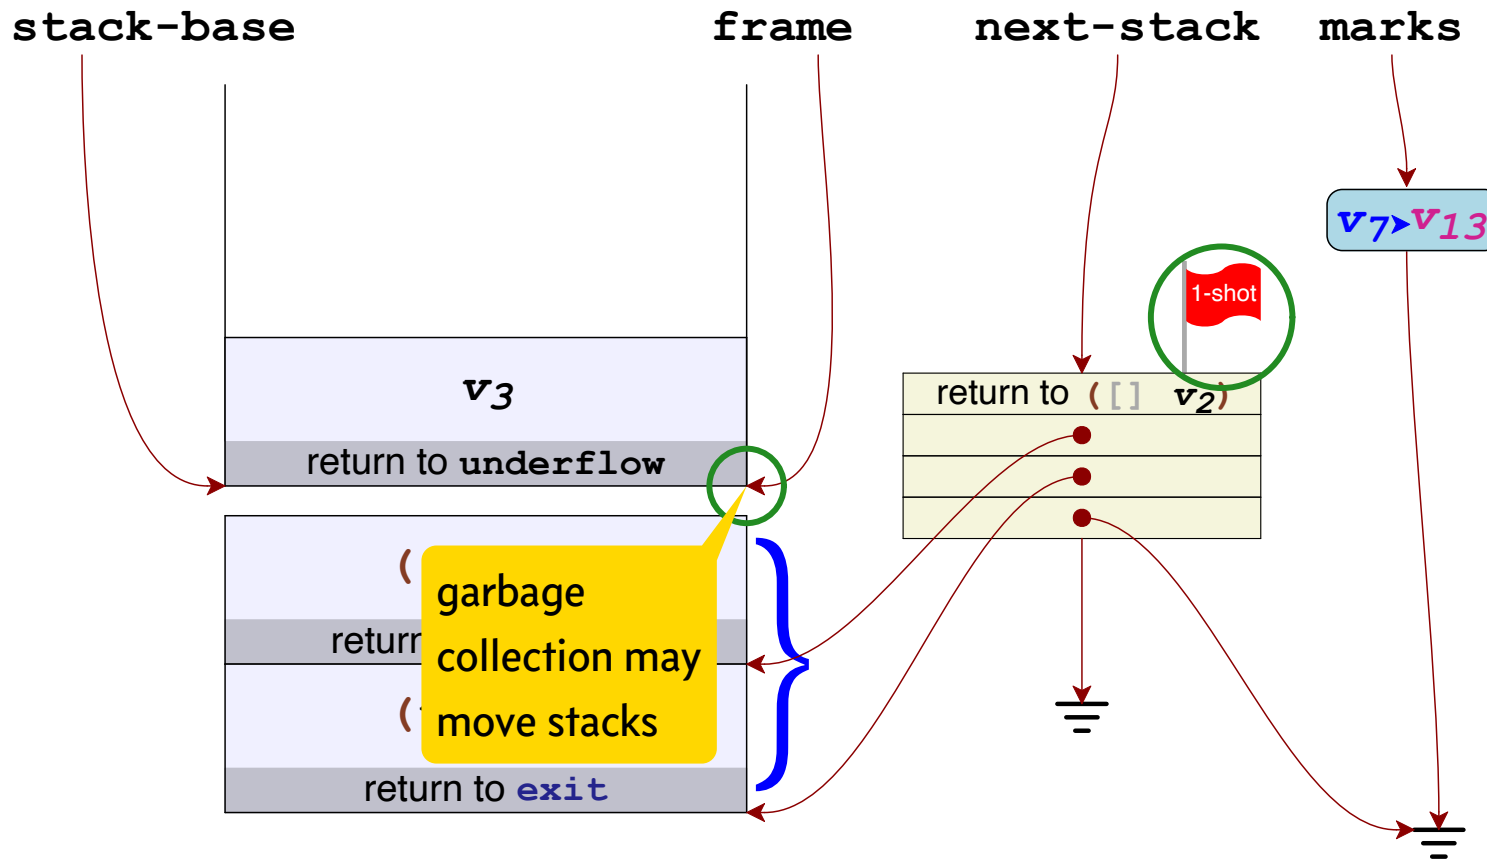 stack-base frame next-stack marks
v7➤v13
1-shot
v3
return to ([] v2)
return to underflow
(
garbage
return
collection may
(
move stacks
return to exit